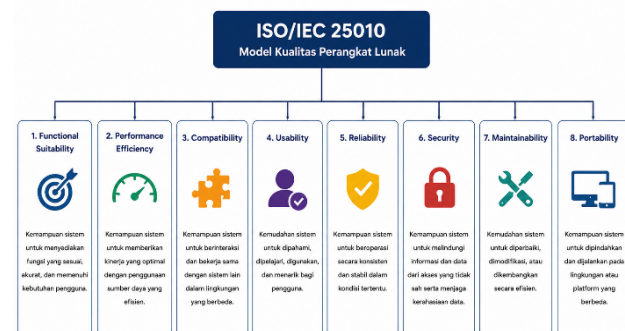 ISO/IEC 25010
Model Kualitas Perangkat Lunak
1. Functional
Suitability
Kemampuan sistem
untuk menyediakan
fungsi yang sesuai,
akurat, dan memenuhi
kebutuhan pengguna.
2. Performance
Efficiency
Kemampuan sistem
untuk memberikan
kinerja yang optimal
dengan penggunaan
sumber daya yang
efisien.
3. Compatibility
Kemampuan sistem
untuk berinteraksi
dan bekerja sama
dengan sistem lain
dalam lingkungan
yang berbeda.
4. Usability
Kemudahan sistem
untuk dipahami,
dipelajari, digunakan,
dan menarik bagi
pengguna.
5. Reliability
Kemampuan sistem
untuk beroperasi
secara konsisten
dan stabil dalam
kondisi tertentu.
6. Security
Kemampuan sistem
untuk melindungi
informasi dan data
dari akses yang tidak
sah serta menjaga
kerahasiaan data.
7. Maintainability
Kemudahan sistem
untuk diperbaiki,
dimodifikasi, atau
dikembangkan
secara efisien.
8. Portability
Kemampuan sistem
untuk dipindahkan
dan dijalankan pada
lingkungan atau
platform yang
berbeda.